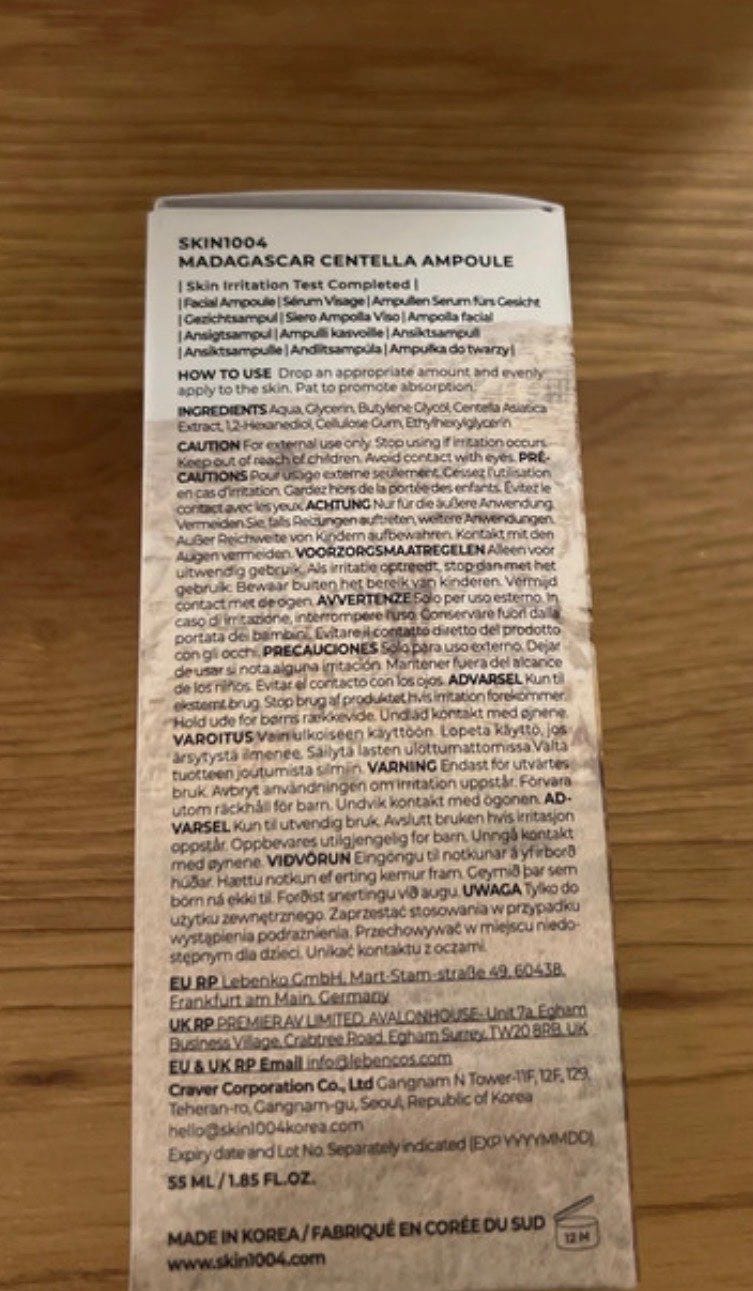 SKIN1004
MADAGASCAR CENTELLA AMPOULE
| Skin Irritation Test Completed |
| Facial Ampoule | Sérum Visage | Ampullen Serum fürs Gesicht
| Gezichtsampul | Siero Ampolla Viso | Ampolla facial
| Ansigtsampul | Ampulli kasvoille | Ansiktsampull
| Ansiktsampulle | Andlitsampúla | Ampułka do twarzy |
HOW TO USE Drop an appropriate amount and evenly
apply to the skin. Pat to promote absorption.
INGREDIENTS Aqua, Glycerin, Butylene Glycol, Centella Asiatica
Extract, 1,2-Hexanediol, Cellulose Gum, Ethylhexylglycerin
CAUTION For external use only. Stop using if irritation occurs.
Keep out of reach of children. Avoid contact with eyes. PRÉ-
CAUTIONS Pour usage externe seulement. Cessez l'utilisation
en cas d'irritation. Gardez hors de la portée des enfants. Évitez le
contact avec les yeux. ACHTUNG Nur für die äußere Anwendung.
Vermeiden Sie, falls Reizungen auftreten, weitere Anwendungen.
Außer Reichweite von Kindern aufbewahren. Kontakt mit den
Augen vermeiden. VOORZORGSMAATREGELEN Alleen voor
uitwendig gebruik. Als irritatie optreedt, stop dan met het
gebruik. Bewaar buiten het bereik van kinderen. Vermijd
contact met de ogen. AVVERTENZE Solo per uso esterno. In
caso di irritazione, interrompere l'uso. Conservare fuori dalla
portata dei bambini. Evitare il contatto diretto del prodotto
con gli occhi. PRECAUCIONES Solo para uso externo. Dejar
de usar si nota alguna irritación. Mantener fuera del alcance
de los niños. Evitar el contacto con los ojos. ADVARSEL Kun til
eksternt brug. Stop brug af produktet, hvis irritation forekommer.
Hold ude for børns rækkevide. Undlad kontakt med øjnene.
VAROITUS Vain ulkoiseen käyttöön. Lopeta käyttö, jos
ärsytystä ilmenee. Säilytä lasten ulottumattomissa. Vältä
tuotteen joutumista silmiin. VARNING Endast för utvärtes
bruk. Avbryt användningen om irritation uppstår. Förvara
utom räckhåll för barn. Undvik kontakt med ögonen. AD-
VARSEL Kun til utvendig bruk. Avslutt bruken hvis irritasjon
oppstår. Oppbevares utilgjengelig for barn. Unngå kontakt
med øynene. VIÐVÖRUN Eingöngu til notkunar á yfirborð
húðar. Hættu notkun ef erting kemur fram. Geymið þar sem
börn ná ekki til. Forðist snertingu við augu. UWAGA Tylko do
użytku zewnętrznego. Zaprzestać stosowania w przypadku
wystąpienia podrażnienia. Przechowywać w miejscu niedo-
stępnym dla dzieci. Unikać kontaktu z oczami.
EU RP Lebenko GmbH. Mart-Stam-straße 49, 60438,
Frankfurt am Main, Germany
UK RP PREMIER AV LIMITED, AVALONHOUSE- Unit 7a, Egham
Business Village, Crabtree Road, Egham Surrey, TW20 8RB, UK
EU & UK RP Email info@lebencos.com
Craver Corporation Co., Ltd Gangnam N Tower-11F, 12F, 129,
Teheran-ro, Gangnam-gu, Seoul, Republic of Korea
hello@skin1004korea.com
Expiry date and Lot No. Separately indicated (EXP YYYYMMDD)
55 ML / 1.85 FL.OZ.
MADE IN KOREA / FABRIQUÉ EN CORÉE DU SUD
12 M
www.skin1004.com